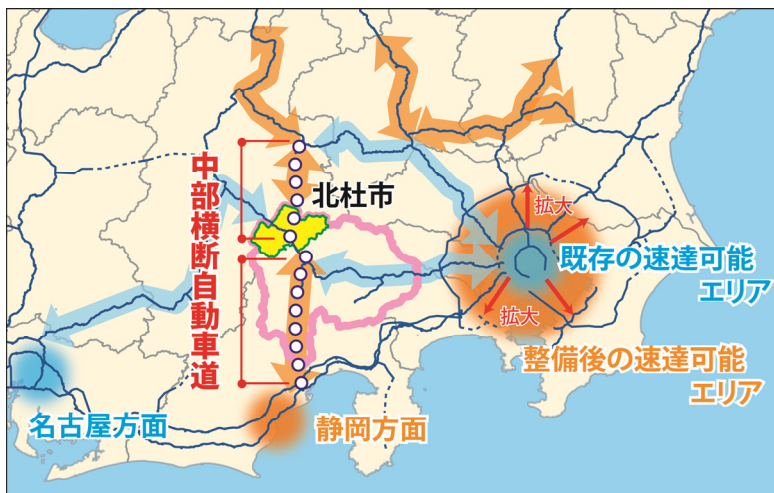 中部横断自動車道
北杜市
拡大
既存の速達可能
エリア
拡大
整備後の速達可能
エリア
名古屋方面
静岡方面